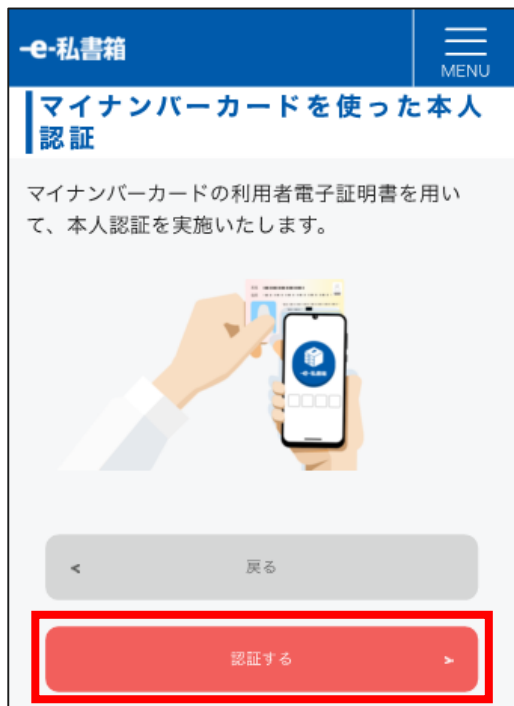 -e-私書箱
MENU
マイナンバーカードを使った本人
認証
マイナンバーカードの利用者電子証明書を用い
て、本人認証を実施いたします。
-e-私書箱
< 戻る
認証する >